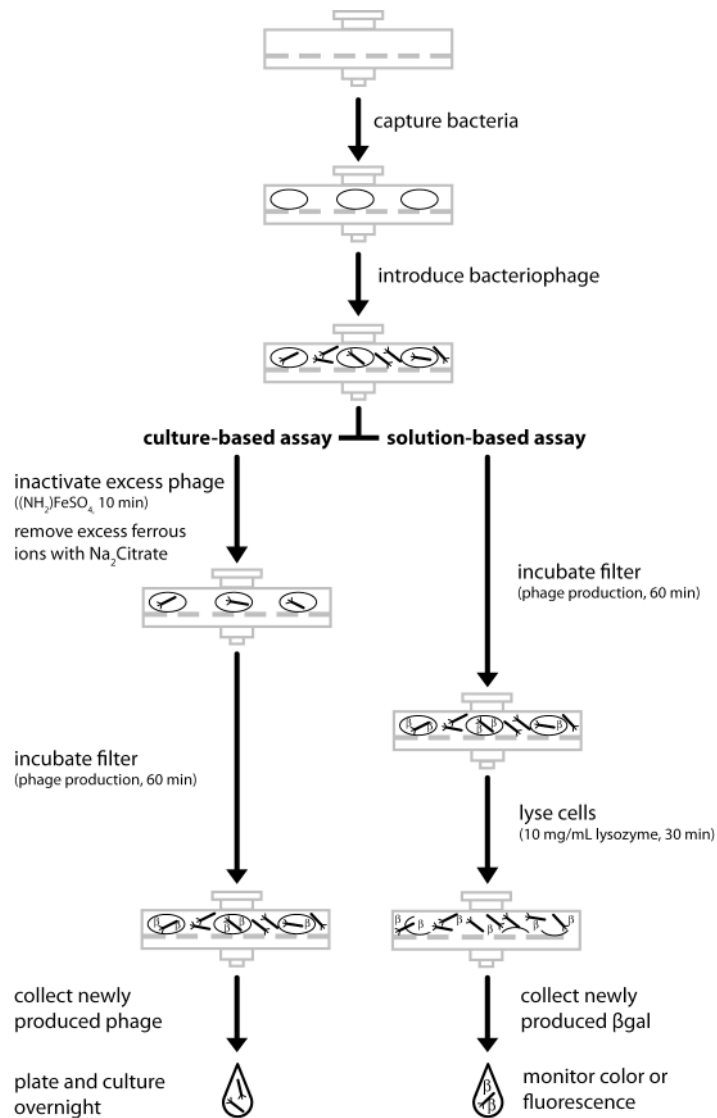 capture bacteria
introduce bacteriophage
culture-based assay
solution-based assay
inactivate excess phage
((NH₂)FeSO₄, 10 min)
remove excess ferrous
ions with Na₂Citrate
incubate filter
(phage production, 60 min)
β β β β β
incubate filter
(phage production, 60 min)
lyse cells
(10 mg/mL lysozyme, 30 min)
β β β β β
β β β β β β
collect newly
produced phage
collect newly
produced βgal
plate and culture
overnight
β
β
monitor color or
fluorescence